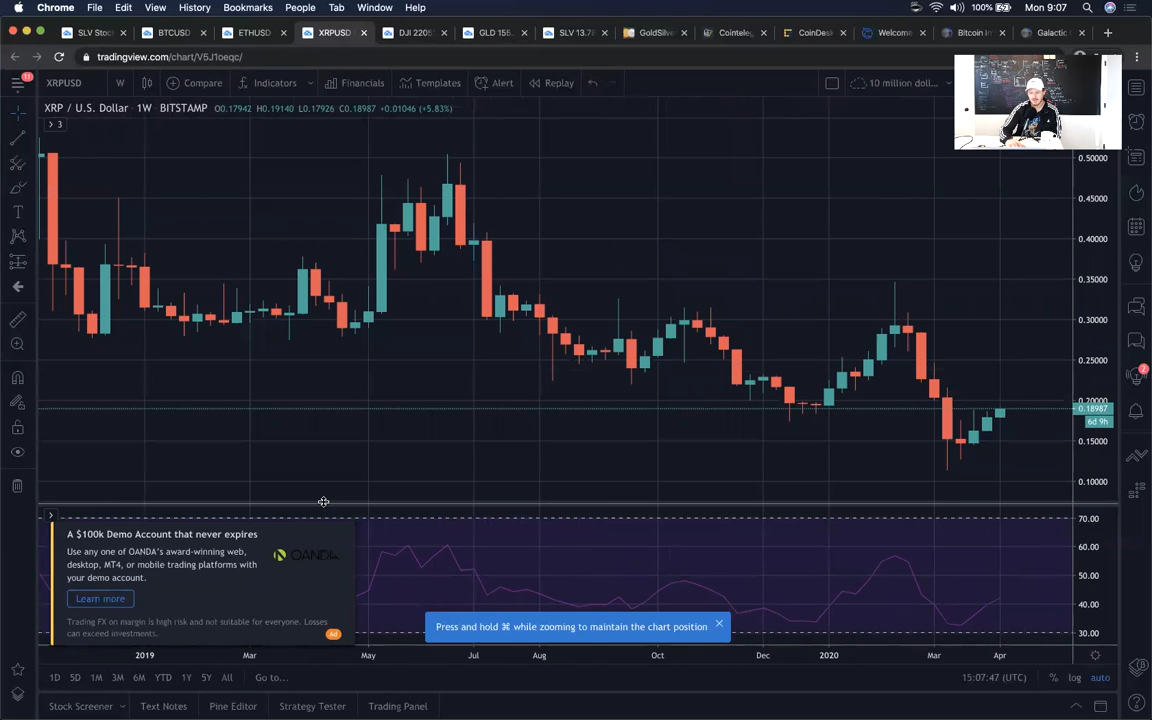 Chrome File Edit View History Bookmarks People Tab Window Help 100% Mon 9:07
SLV Stoc BTCUSD ETHUSD XRPUSD DJI 2205 GLD 155. SLV 13.78 GoldSilve Cointeleg CoinDesk Welcome Bitcoin In Galactic C
tradingview.com/chart/V5J1oeqc/
11 XRPUSD W Compare Indicators Financials Templates Alert Replay 10 million doll...
XRP / U.S. Dollar 1W BITSTAMP O0.17942 H0.19140 L0.17926 C0.18987 +0.01046 (+5.83%)
3
0.50000
0.45000
0.40000
0.35000
0.30000
0.25000
0.20000
0.18987
6d 9h
0.15000
0.10000
2
70.00
60.00
50.00
40.00
30.00
A $100k Demo Account that never expires
Use any one of OANDA's award-winning web,
desktop, MT4, or mobile trading platforms with
your demo account.
OANDA
Learn more
Trading FX on margin is high risk and not suitable for everyone. Losses
can exceed investments.
Ad
Press and hold ⌘ while zooming to maintain the chart position
2019 Mar May Jul Aug Oct Dec 2020 Mar Apr
1D 5D 1M 3M 6M YTD 1Y 5Y All Go to... 15:07:47 (UTC) % log auto
Stock Screener Text Notes Pine Editor Strategy Tester Trading Panel